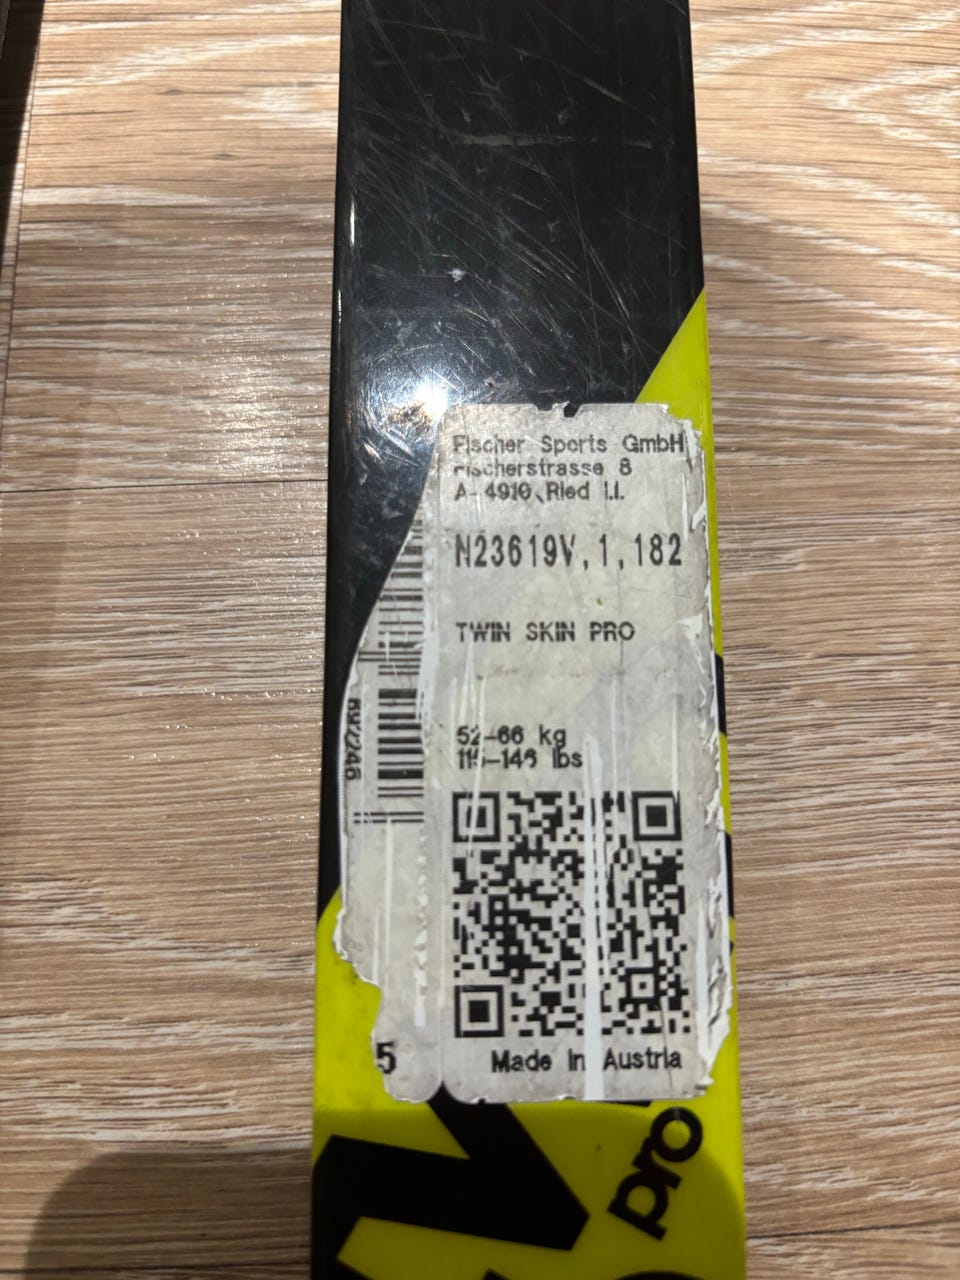 Fischer Sports GmbH
Fischerstrasse 8
A-4910 Ried I.I.
N23619V,1,182
TWIN SKIN PRO
52-66 kg
115-146 lbs
5
Made in Austria
pro